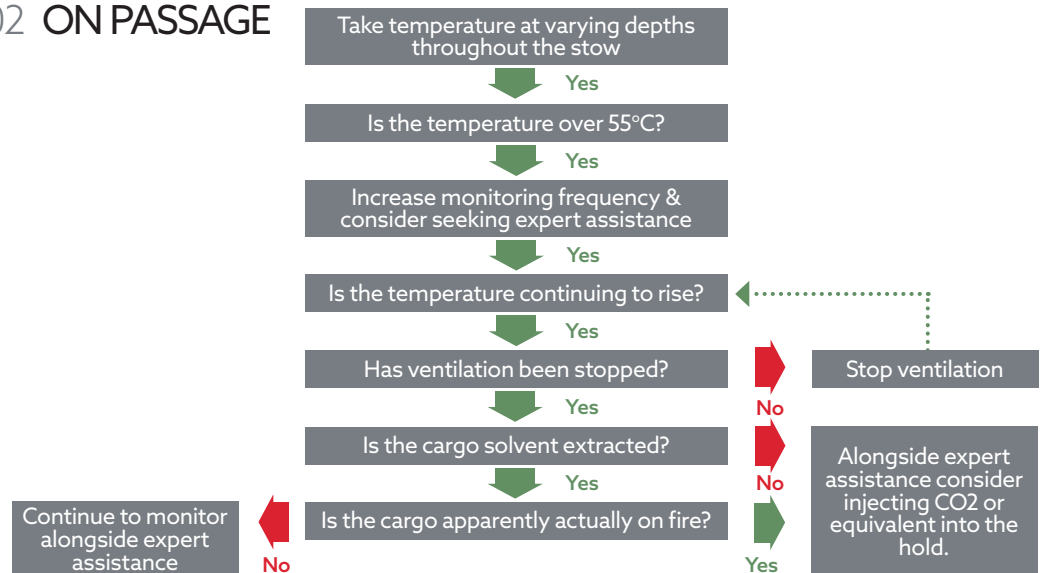 02 ON PASSAGE
Take temperature at varying depths
throughout the stow
Yes
Is the temperature over 55°C?
Yes
Increase monitoring frequency &
consider seeking expert assistance
Yes
Is the temperature continuing to rise?
Yes
Has ventilation been stopped?
No
Stop ventilation
Yes
Is the cargo solvent extracted?
No
Alongside expert
assistance consider
injecting CO2 or
equivalent into the
hold.
Yes
Is the cargo apparently actually on fire?
Yes
No
Continue to monitor
alongside expert
assistance